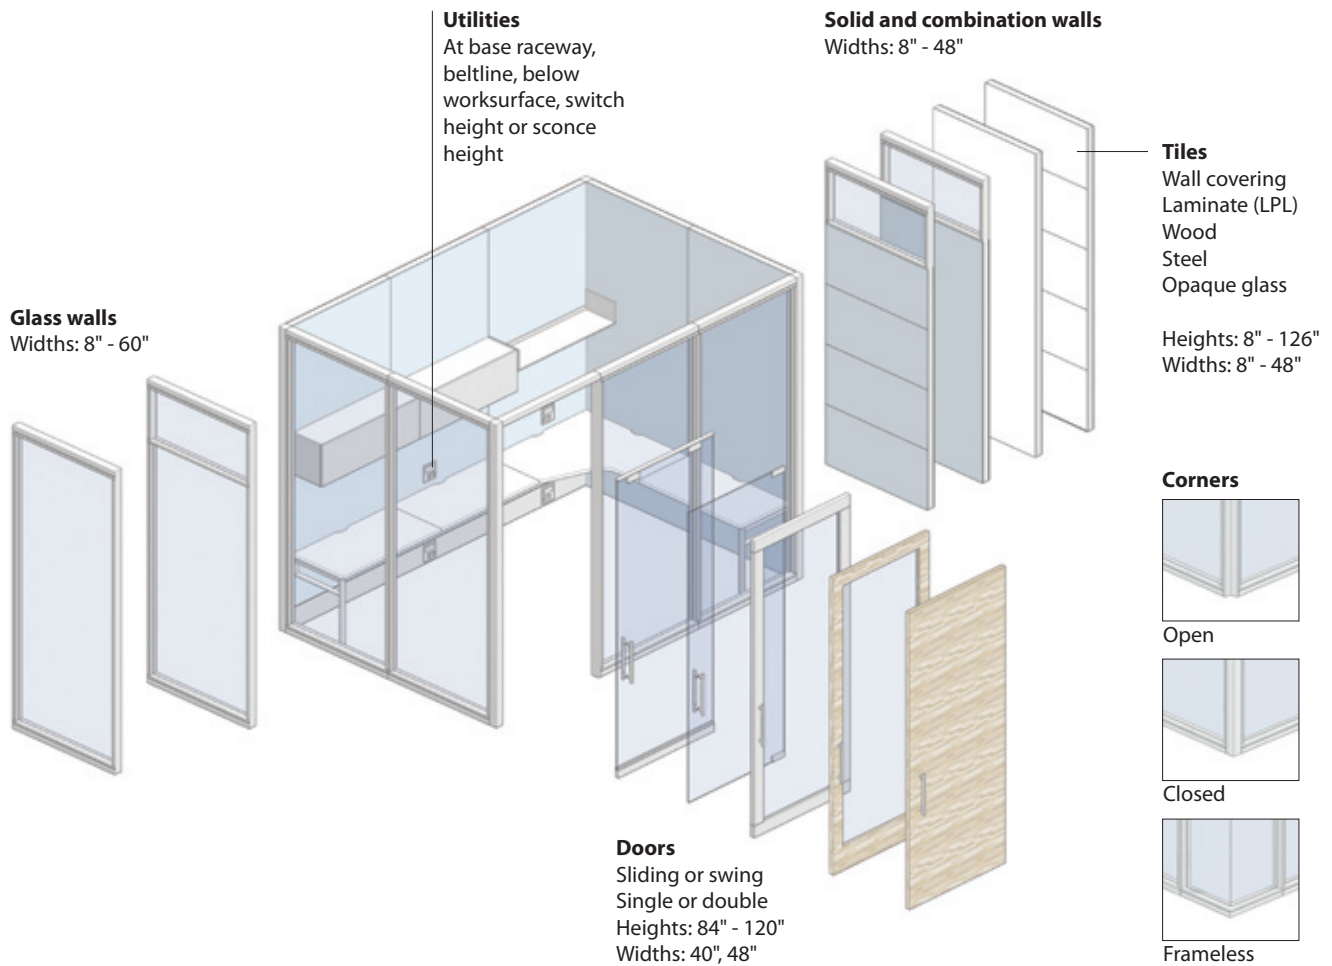 Utilities
At base raceway,
beltline, below
worksurface, switch
height or sconce
height
Solid and combination walls
Widths: 8" - 48"
Tiles
Wall covering
Laminate (LPL)
Wood
Steel
Opaque glass
Heights: 8" - 126"
Widths: 8" - 48"
Glass walls
Widths: 8" - 60"
Corners
Open
Closed
Frameless
Doors
Sliding or swing
Single or double
Heights: 84" - 120"
Widths: 40", 48"